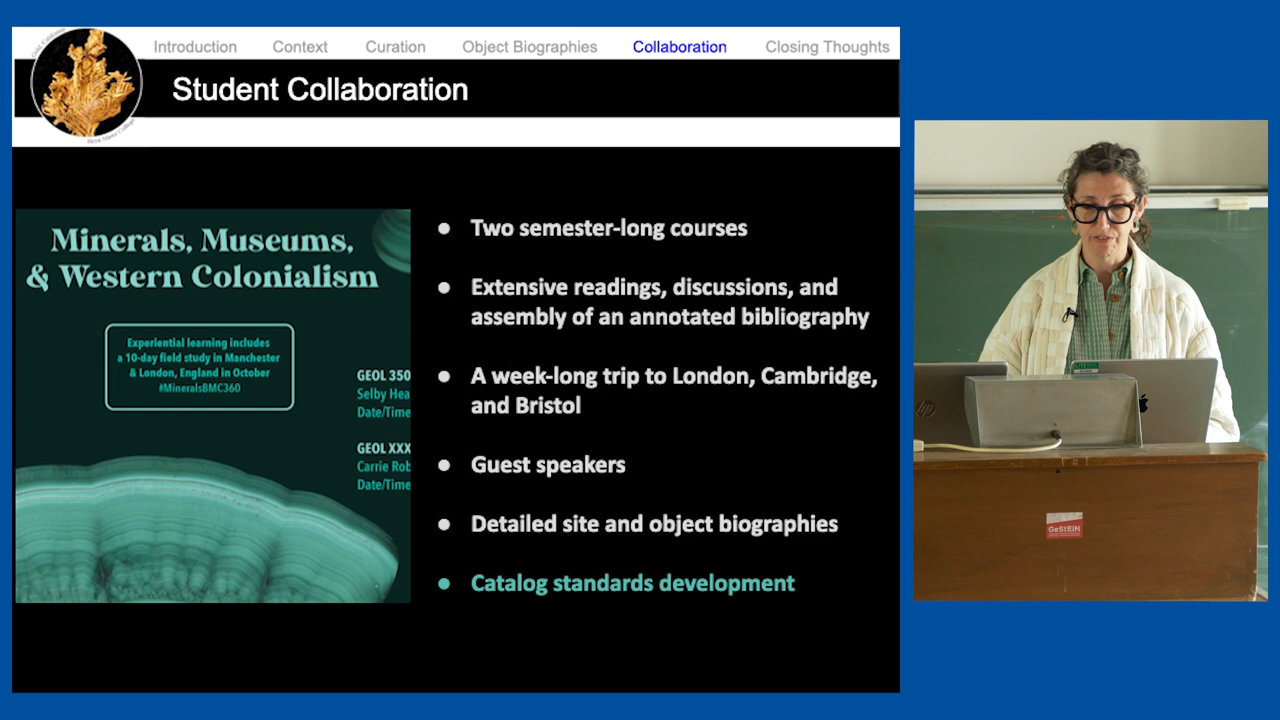 Introduction
Context
Curation
Object Biographies
Collaboration
Closing Thoughts
Student Collaboration
Minerals, Museums,
& Western Colonialism
Experiential learning includes
a 10-day field study in Manchester
& London, England in October
#MineralsBMC360
GEOL 350
Selby Hea
Date/Time
GEOL XXX
Carrie Rob
Date/Time
• Two semester-long courses
• Extensive readings, discussions, and
assembly of an annotated bibliography
• A week-long trip to London, Cambridge,
and Bristol
• Guest speakers
• Detailed site and object biographies
• Catalog standards development
hp
GeStEiN